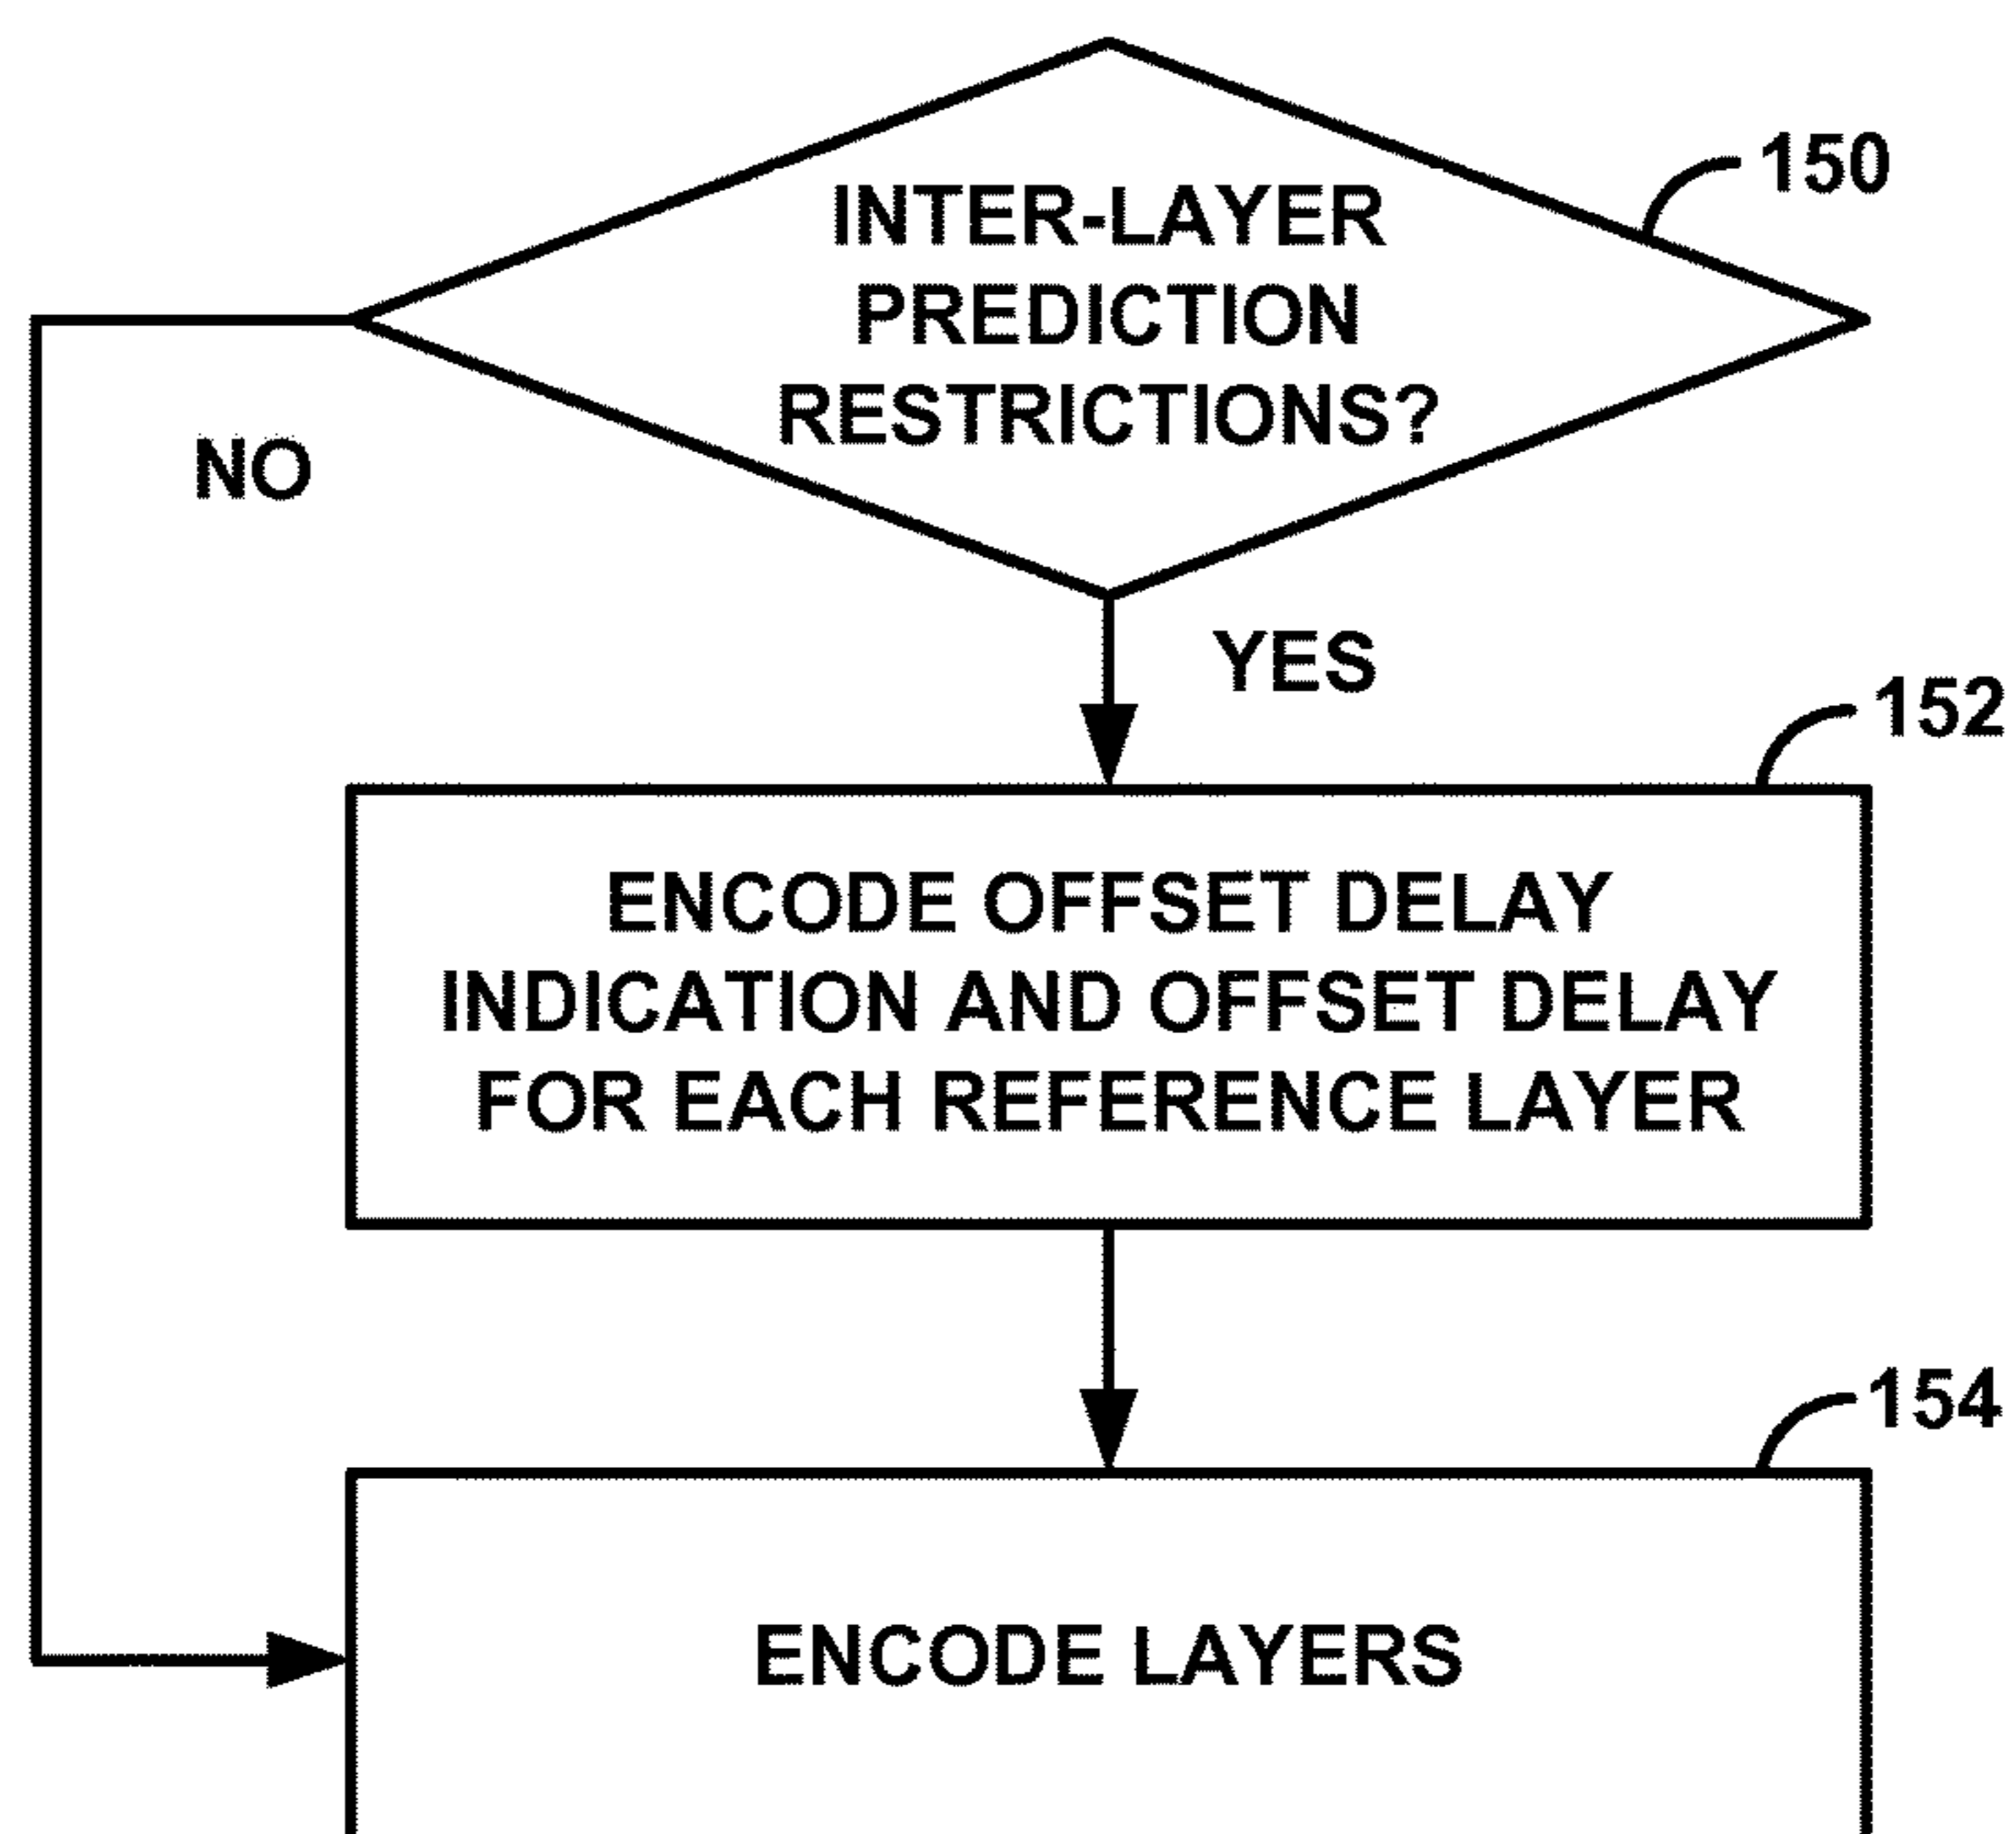 150
INTER-LAYER
PREDICTION
RESTRICTIONS?
NO
YES
152
ENCODE OFFSET DELAY
INDICATION AND OFFSET DELAY
FOR EACH REFERENCE LAYER
154
ENCODE LAYERS